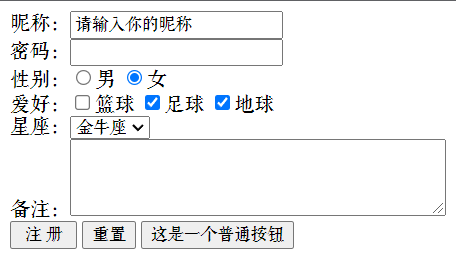 昵称：请输入你的昵称
密码：
性别：男 女
爱好：篮球 足球 地球
星座：金牛座
备注：
注 册 重置 这是一个普通按钮